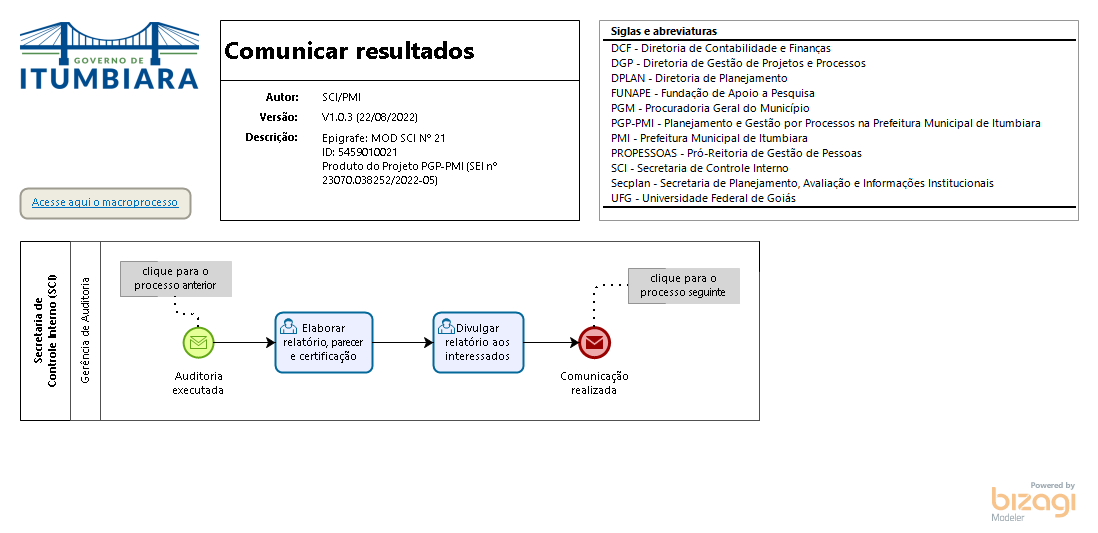 GOVERNO DE
ITUMBIARA
Acesse aqui o macroprocesso
Comunicar resultados
Autor: SCI/PMI
Versão: V1.0.3 (22/08/2022)
Descrição: Epigrafe: MOD SCI Nº 21
ID: 5459010021
Produto do Projeto PGP-PMI (SEI nº
23070.038252/2022-05)
Siglas e abreviaturas
DCF - Diretoria de Contabilidade e Finanças
DGP - Diretoria de Gestão de Projetos e Processos
DPLAN - Diretoria de Planejamento
FUNAPE - Fundação de Apoio a Pesquisa
PGM - Procuradoria Geral do Município
PGP-PMI - Planejamento e Gestão por Processos na Prefeitura Municipal de Itumbiara
PMI - Prefeitura Municipal de Itumbiara
PROPESSOAS - Pró-Reitoria de Gestão de Pessoas
SCI - Secretaria de Controle Interno
Secplan - Secretaria de Planejamento, Avaliação e Informações Institucionais
UFG - Universidade Federal de Goiás
Secretaria de
Controle Interno (SCI)
Gerência de Auditoria
clique para o
processo anterior
Auditoria
executada
Elaborar
relatório, parecer
e certificação
Divulgar
relatório aos
interessados
clique para o
processo seguinte
Comunicação
realizada
Powered by
bizagi
Modeler